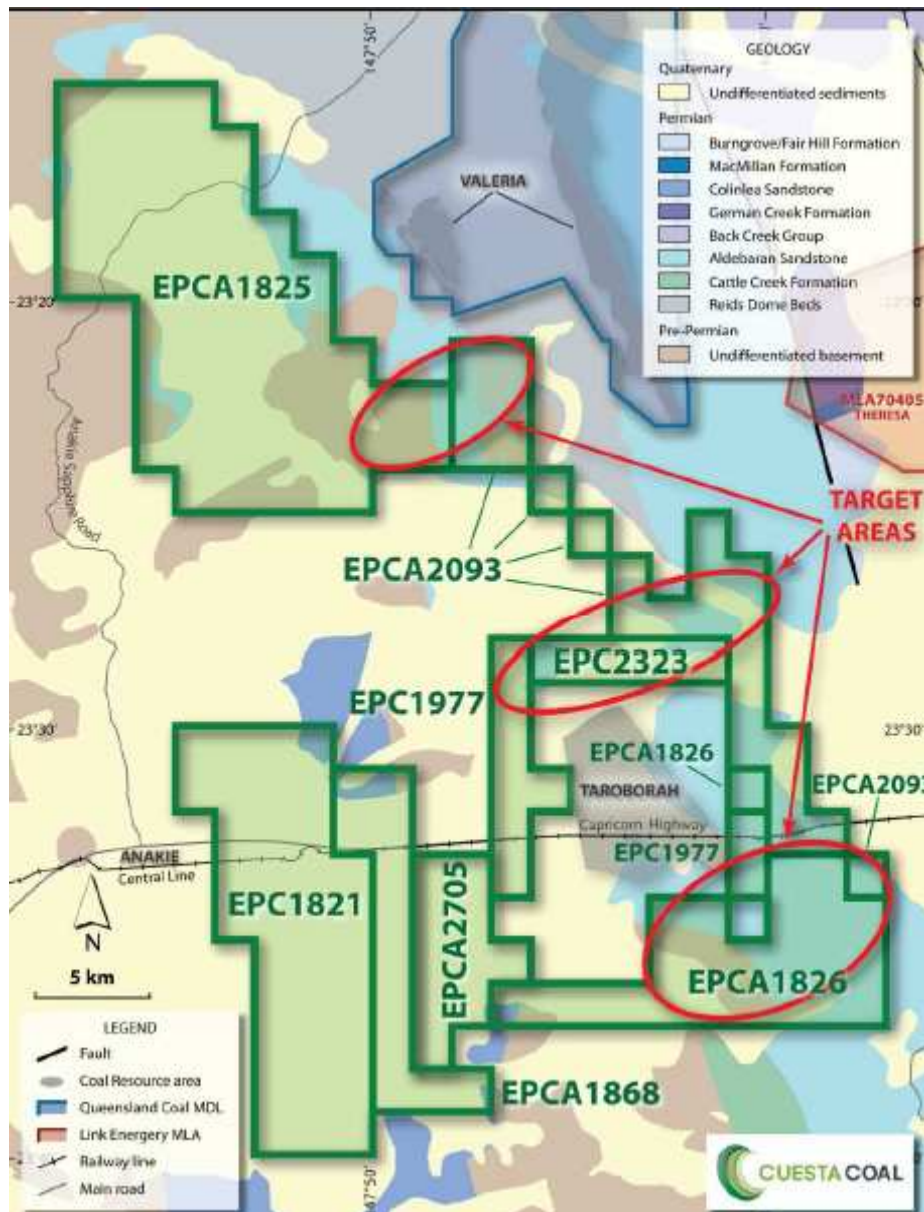 147°50'
GEOLOGY
Quaternary
Undifferentiated sediments
Permian
Burngrove/Fair Hill Formation
MacMillan Formation
Colinlea Sandstone
German Creek Formation
Back Creek Group
Aldebaran Sandstone
Cattle Creek Formation
Reids Dome Beds
Pre-Permian
Undifferentiated basement
VALERIA
EPCA1825
23°20'
MLA70405
THERESA
Anakie Sapphire Road
TARGET
AREAS
EPCA2093
EPC2323
EPC1977
23°30'
23°30'
EPCA1826
EPCA2093
TAROBORAH
Capricorn Highway
EPC1977
ANAKIE
Central Line
EPC1821
EPCA2705
N
5 km
EPCA1826
EPCA1868
LEGEND
Fault
Coal Resource area
Queensland Coal MDL
Link Energery MLA
Railway line
Main road
147°50'
CUESTA COAL